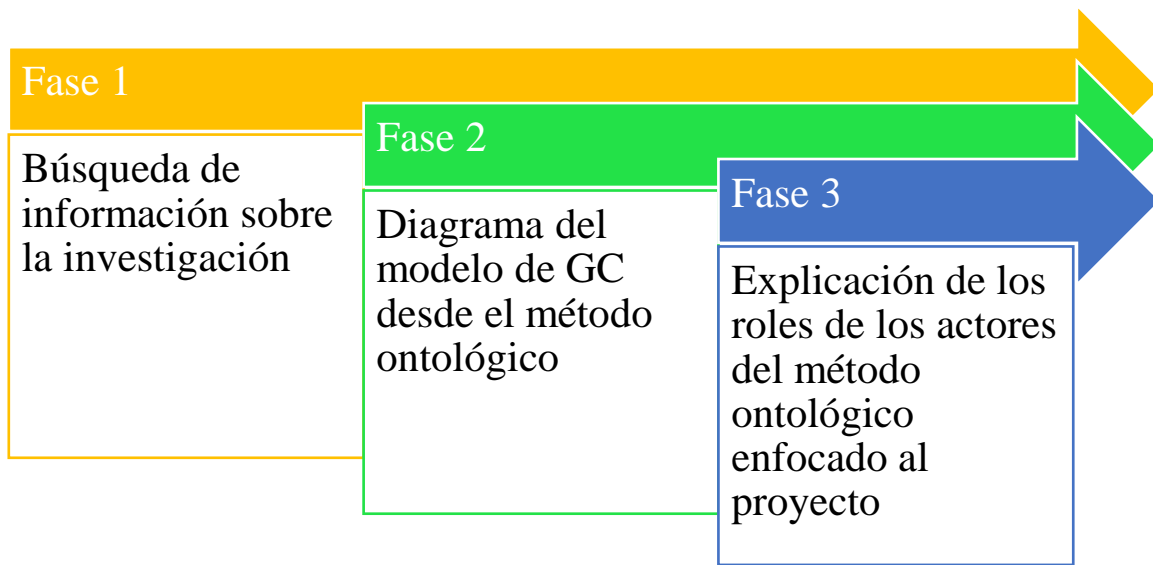 Fase 1
Búsqueda de
información sobre
la investigación
Fase 2
Diagrama del
modelo de GC
desde el método
ontológico
Fase 3
Explicación de los
roles de los actores
del método
ontológico
enfocado al
proyecto